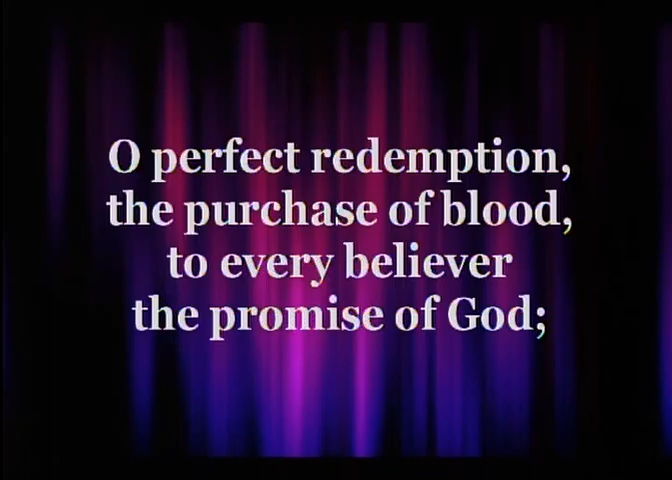 O perfect redemption,
the purchase of blood,
to every believer
the promise of God;